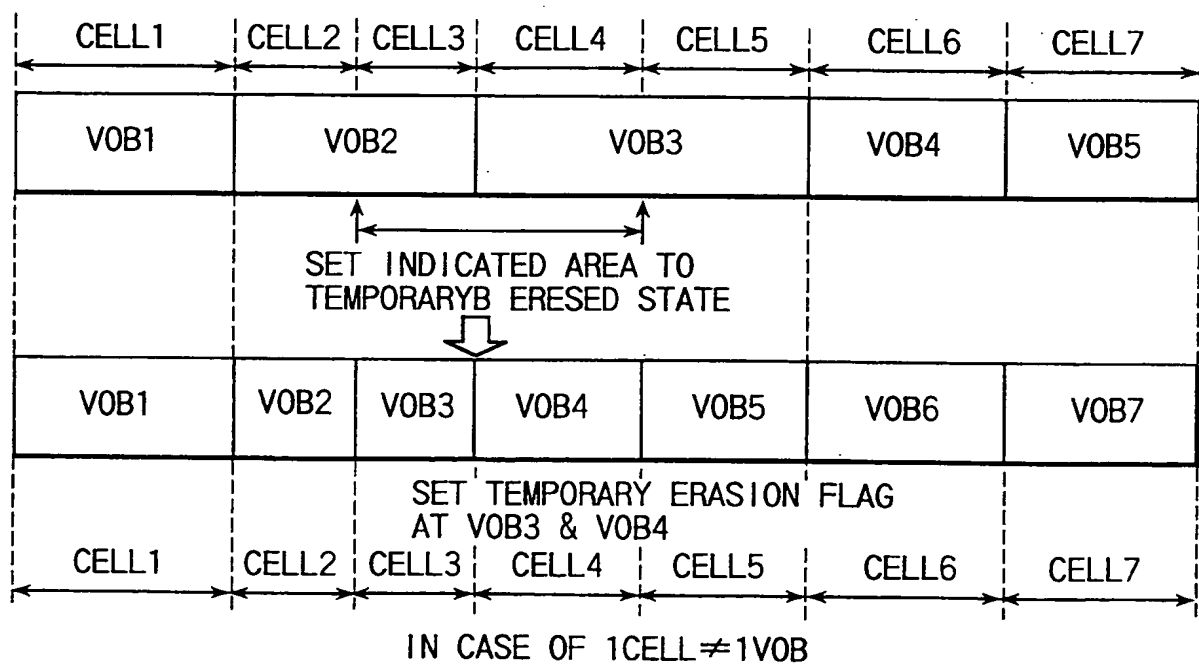 CELL1 CELL2 CELL3 CELL4 CELL5 CELL6 CELL7
VOB1 VOB2 VOB3 VOB4 VOB5
SET INDICATED AREA TO
TEMPORARYB ERESED STATE
VOB1 VOB2 VOB3 VOB4 VOB5 VOB6 VOB7
SET TEMPORARY ERASION FLAG
AT VOB3 & VOB4
CELL1 CELL2 CELL3 CELL4 CELL5 CELL6 CELL7
IN CASE OF 1CELL≠1VOB